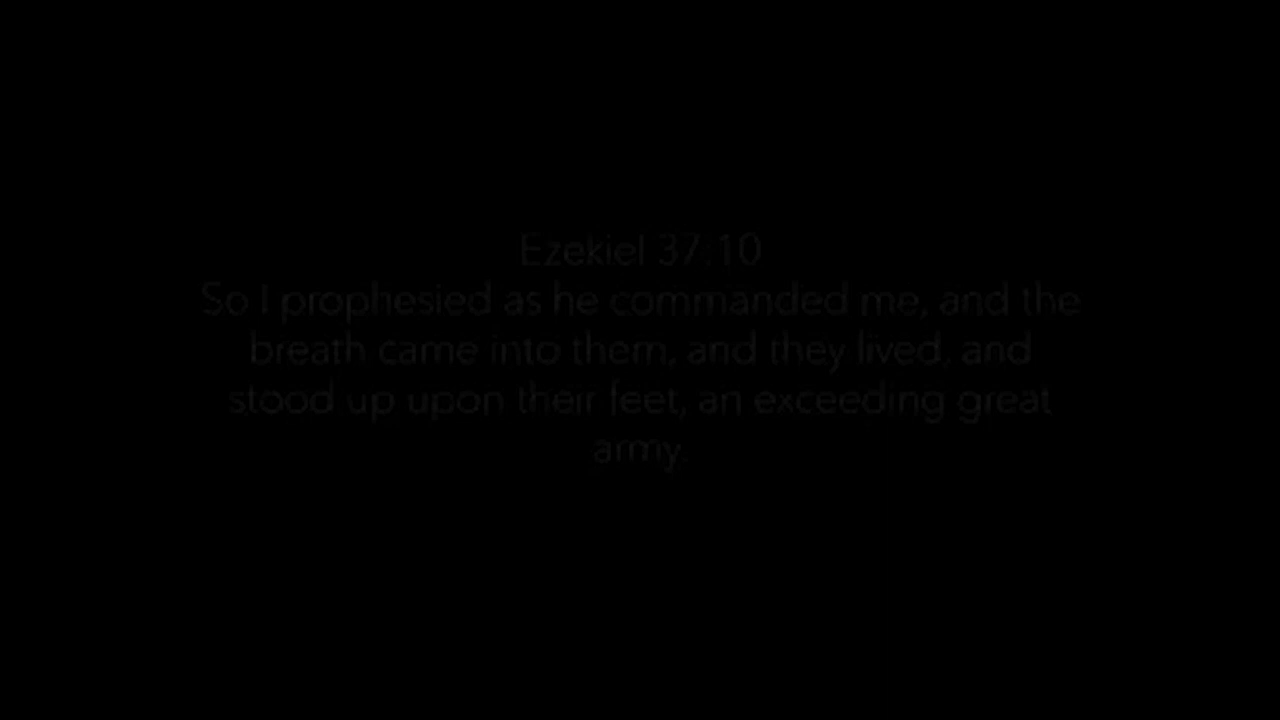 Ezekiel 37:10
So I prophesied as he commanded me, and the
breath came into them, and they lived, and
stood up upon their feet, an exceeding great
army.